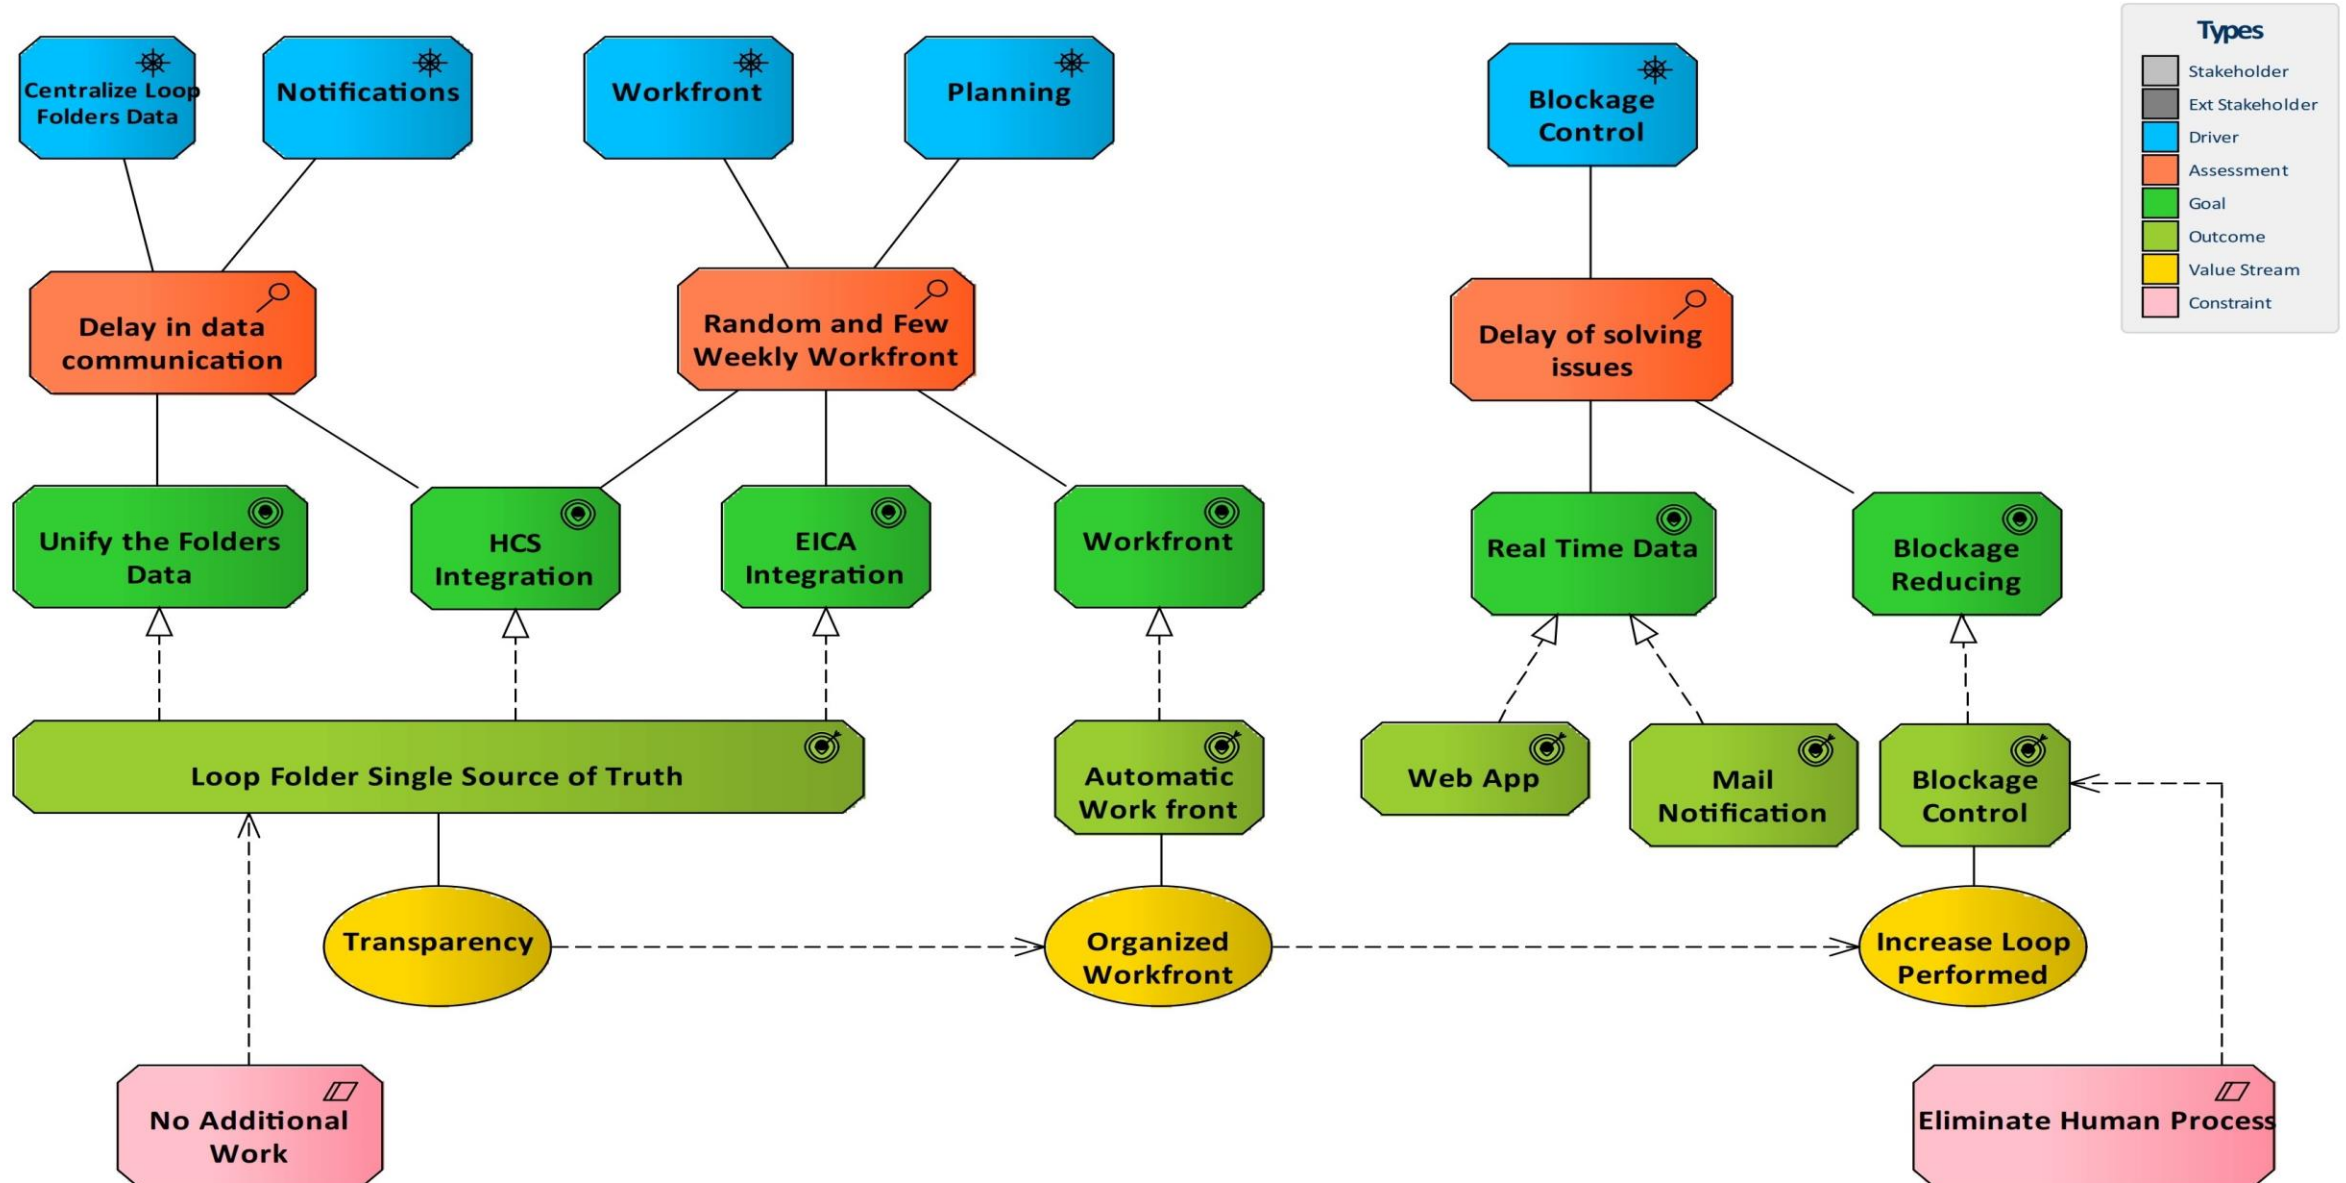 Centralize Loop
Folders Data
Notifications
Workfront
Planning
Blockage
Control
Types
Stakeholder
Ext Stakeholder
Driver
Assessment
Goal
Outcome
Value Stream
Constraint
Delay in data
communication
Random and Few
Weekly Workfront
Delay of solving
issues
Unify the Folders
Data
HCS
Integration
EICA
Integration
Workfront
Real Time Data
Blockage
Reducing
Loop Folder Single Source of Truth
Automatic
Work front
Web App
Mail
Notification
Blockage
Control
Transparency
Organized
Workfront
Increase Loop
Performed
No Additional
Work
Eliminate Human Process